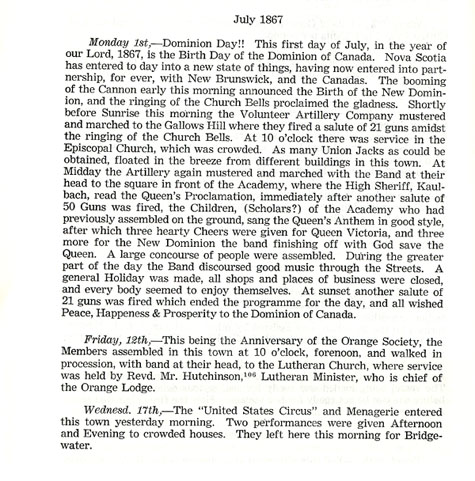 July 1867
Monday 1st,—Dominion Day!! This first day of July, in the year of
our Lord, 1867, is the Birth Day of the Dominion of Canada. Nova Scotia
has entered to day into a new state of things, having now entered into part-
nership, for ever, with New Brunswick, and the Canadas. The booming
of the Cannon early this morning announced the Birth of the New Domin-
ion, and the ringing of the Church Bells proclaimed the gladness. Shortly
before Sunrise this morning the Volunteer Artillery Company mustered
and marched to the Gallows Hill where they fired a salute of 21 guns amidst
the ringing of the Church Bells. At 10 o'clock there was service in the
Episcopal Church, which was crowded. As many Union Jacks as could be
obtained, floated in the breeze from different buildings in this town. At
Midday the Artillery again mustered and marched with the Band at their
head to the square in front of the Academy, where the High Sheriff, Kaul-
bach, read the Queen's Proclamation, immediately after another salute of
50 Guns was fired, the Children, (Scholars?) of the Academy who had
previously assembled on the ground, sang the Queen's Anthem in good style,
after which three hearty Cheers were given for Queen Victoria, and three
more for the New Dominion the band finishing off with God save the
Queen. A large concourse of people were assembled. During the greater
part of the day the Band discoursed good music through the Streets. A
general Holiday was made, all shops and places of business were closed,
and every body seemed to enjoy themselves. At sunset another salute of
21 guns was fired which ended the programme for the day, and all wished
Peace, Happeness & Prosperity to the Dominion of Canada.
Friday, 12th,—This being the Anniversary of the Orange Society, the
Members assembled in this town at 10 o'clock, forenoon, and walked in
procession, with band at their head, to the Lutheran Church, where service
was held by Revd. Mr. Hutchinson,106 Lutheran Minister, who is chief of
the Orange Lodge.
Wednesd. 17th,—The "United States Circus" and Menagerie entered
this town yesterday morning. Two performances were given Afternoon
and Evening to crowded houses. They left here this morning for Bridge-
water.